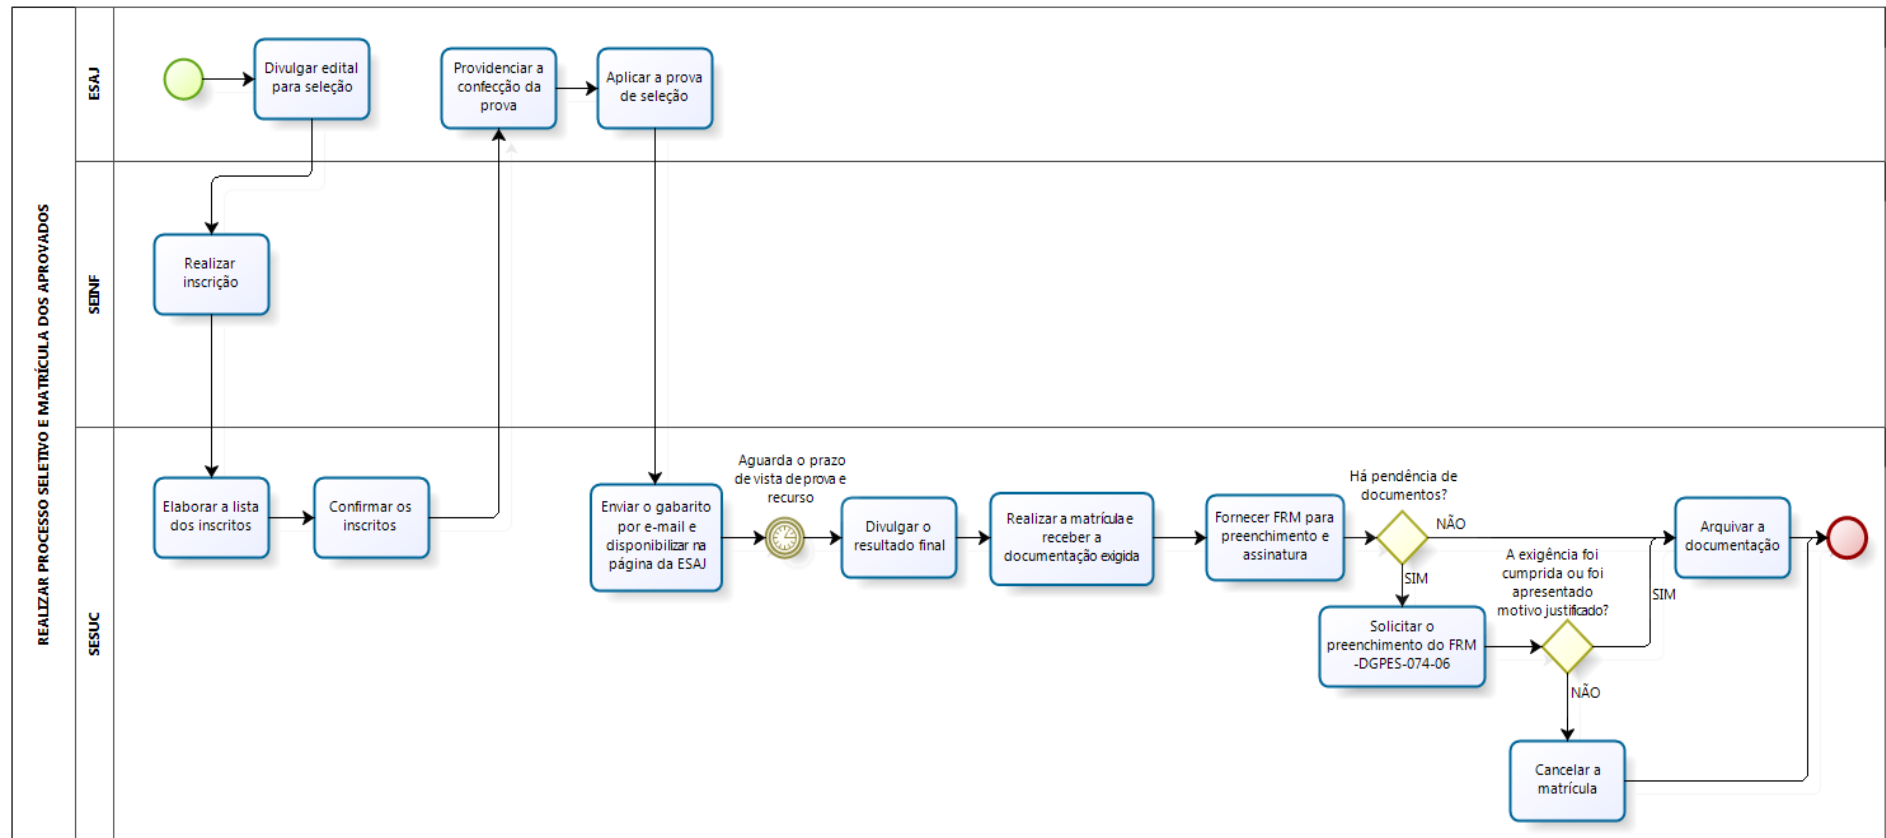 REALIZAR PROCESSO SELETIVO E MATRÍCULA DOS APROVADOS
ESAJ
Divulgar edital
para seleção
Providenciar a
confecção da
prova
Aplicar a prova
de seleção
SEINF
Realizar
inscrição
SESUC
Elaborar a lista
dos inscritos
Confirmar os
inscritos
Enviar o gabarito
por e-mail e
disponibilizar na
página da ESAJ
Aguarda o prazo
de vista de prova e
recurso
Divulgar o
resultado final
Realizar a matrícula e
receber a
documentação exigida
Fornecer FRM para
preenchimento e
assinatura
Há pendência de
documentos?
NÃO
SIM
Solicitar o
preenchimento do FRM
-DGPES-074-06
A exigência foi
cumprida ou foi
apresentado
motivo justificado?
SIM
NÃO
Cancelar a
matrícula
Arquivar a
documentação